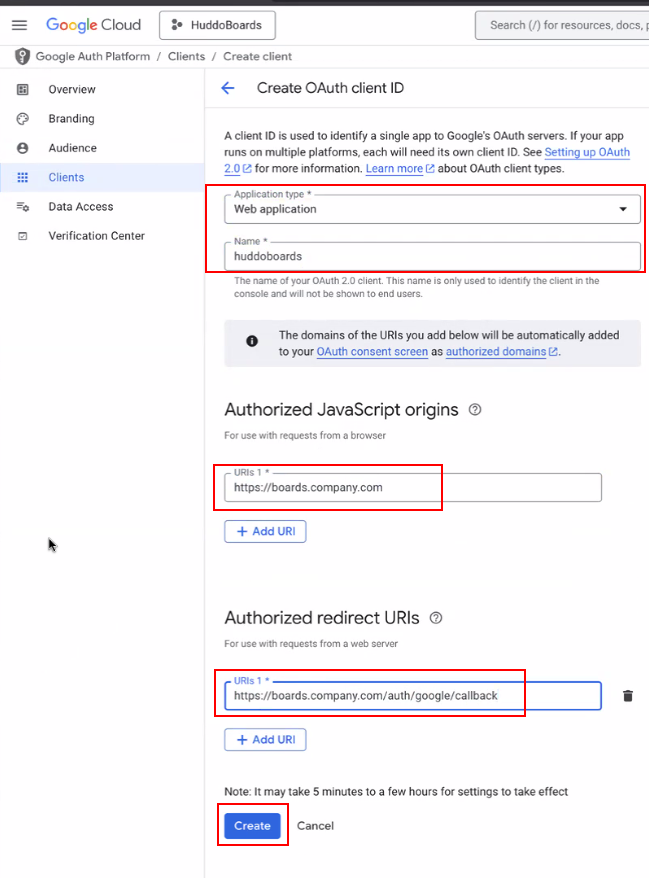 Google Cloud
HuddoBoards
Search (/) for resources, docs, p
Google Auth Platform / Clients / Create client
Overview
Branding
Audience
Clients
Data Access
Verification Center
Create OAuth client ID
A client ID is used to identify a single app to Google's OAuth servers. If your app
runs on multiple platforms, each will need its own client ID. See Setting up OAuth
2.0 for more information. Learn more about OAuth client types.
Application type *
Web application
Name *
huddoboards
The name of your OAuth 2.0 client. This name is only used to identify the client in the
console and will not be shown to end users.
The domains of the URIs you add below will be automatically added
to your OAuth consent screen as authorized domains.
Authorized JavaScript origins
For use with requests from a browser
URIs 1 *
https://boards.company.com
+ Add URI
Authorized redirect URIs
For use with requests from a web server
URIs 1 *
https://boards.company.com/auth/google/callback
+ Add URI
Note: It may take 5 minutes to a few hours for settings to take effect
Create
Cancel